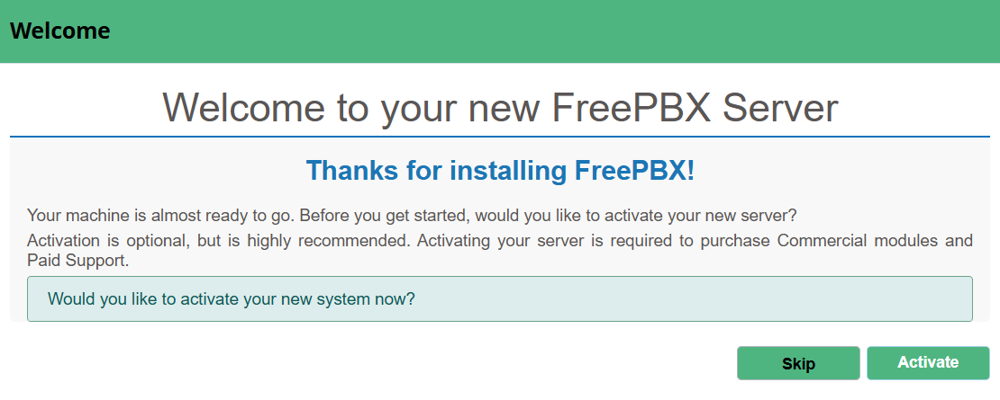 Welcome
Welcome to your new FreePBX Server
Thanks for installing FreePBX!
Your machine is almost ready to go. Before you get started, would you like to activate your new server?
Activation is optional, but is highly recommended. Activating your server is required to purchase Commercial modules and
Paid Support.
Would you like to activate your new system now?
Skip
Activate